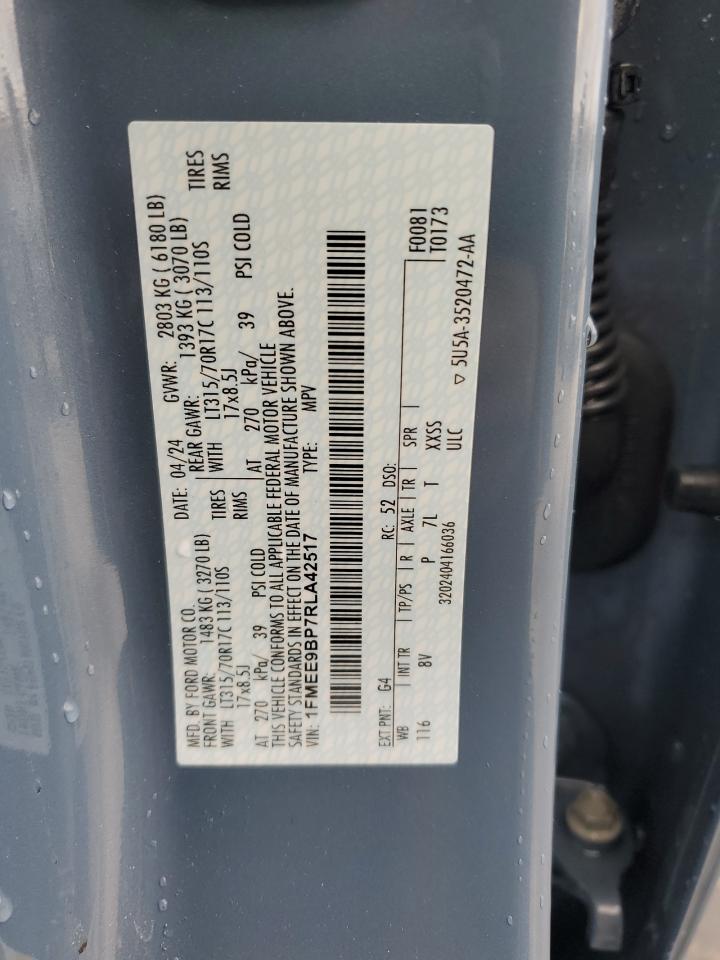 MFD. BY FORD MOTOR CO.
DATE: 04/24 GVWR: 2803 KG ( 6180 LB)
FRONT GAWR: 1483 KG (3270 LB) REAR GAWR: 1393 KG ( 3070 LB)
WITH LT315/70R17C 113/110S TIRES WITH LT315/70R17C 113/110S TIRES
17x8.5J RIMS 17x8.5J RIMS
AT 270 kPa/ 39 PSI COLD AT 270 kPa/ 39 PSI COLD
THIS VEHICLE CONFORMS TO ALL APPLICABLE FEDERAL MOTOR VEHICLE
SAFETY STANDARDS IN EFFECT ON THE DATE OF MANUFACTURE SHOWN ABOVE.
VIN: 1FMEE9BP7RLA42517 TYPE: MPV
EXT PNT: G4 RC: 52 DSO: F0081
WB INT TR TP/PS R AXLE TR SPR T0173
116 8V P 7L T XXSS
3202404166036 ULC ▽ 5U5A-3520472-AA